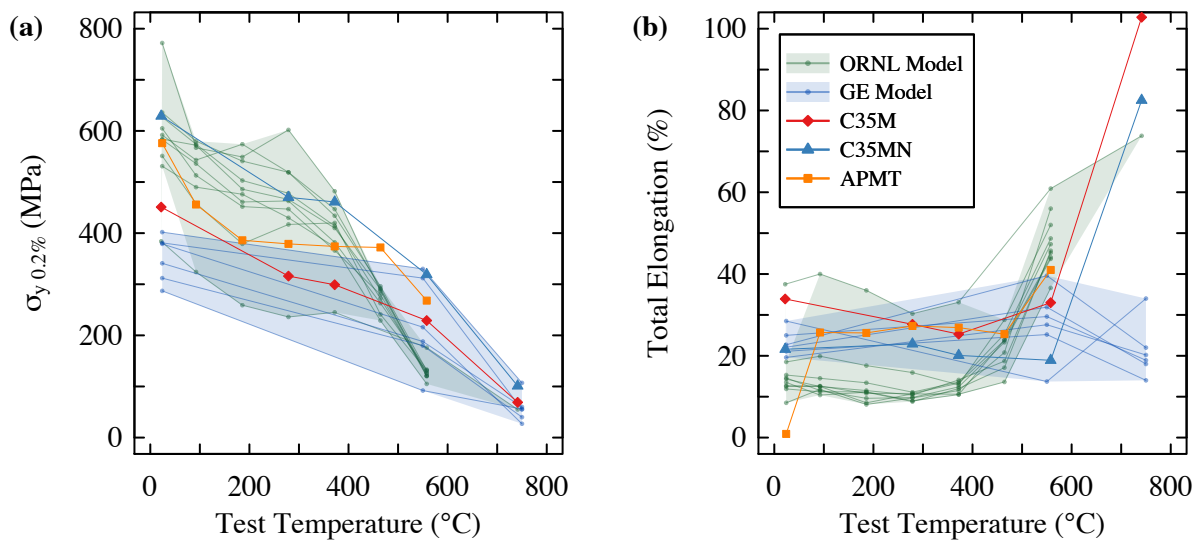 (a)
800
600
400
200
0
σy 0.2% (MPa)
0 200 400 600 800
Test Temperature (°C)
(b)
100
80
60
40
20
0
Total Elongation (%)
ORNL Model
GE Model
C35M
C35MN
APMT
0 200 400 600 800
Test Temperature (°C)